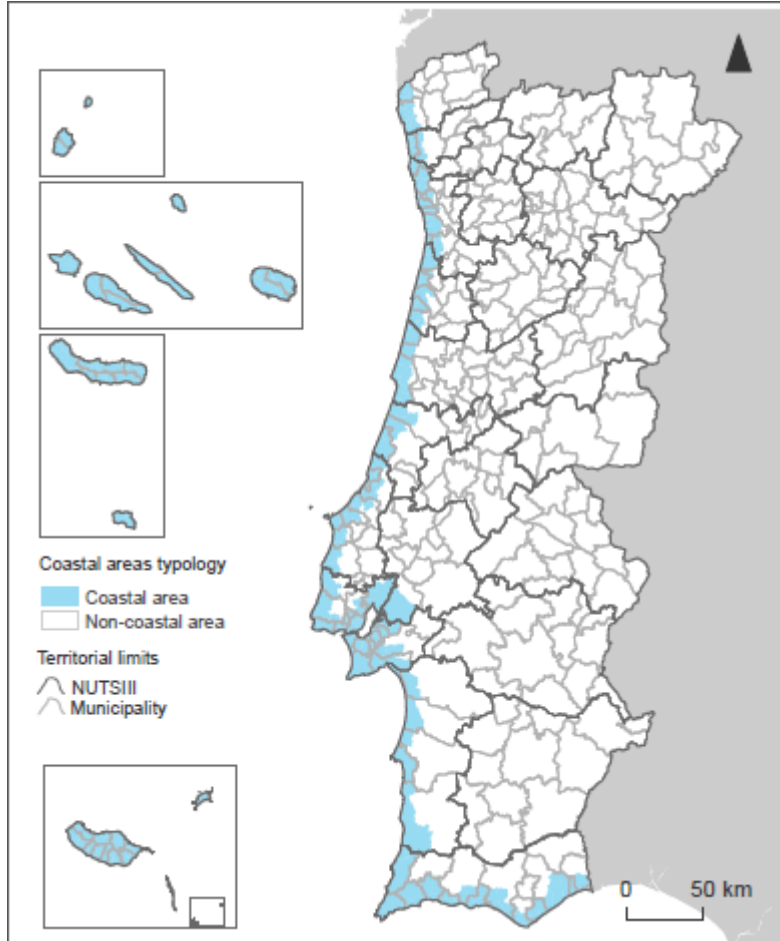 Coastal areas typology
Coastal area
Non-coastal area
Territorial limits
NUTSIII
Municipality
0 50 km